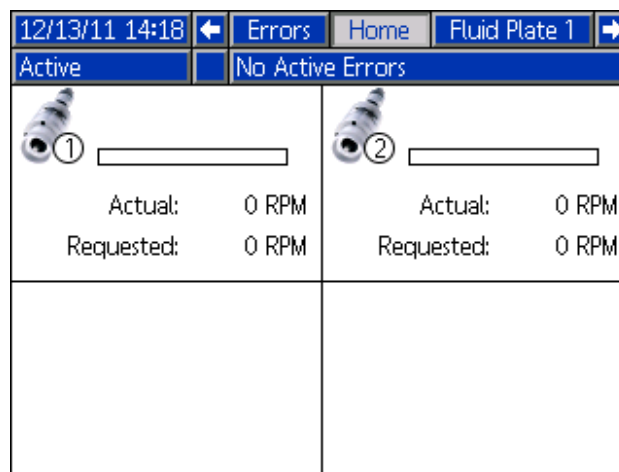 12/13/11 14:18 Errors Home Fluid Plate 1
Active No Active Errors
1 2
Actual: 0 RPM Actual: 0 RPM
Requested: 0 RPM Requested: 0 RPM